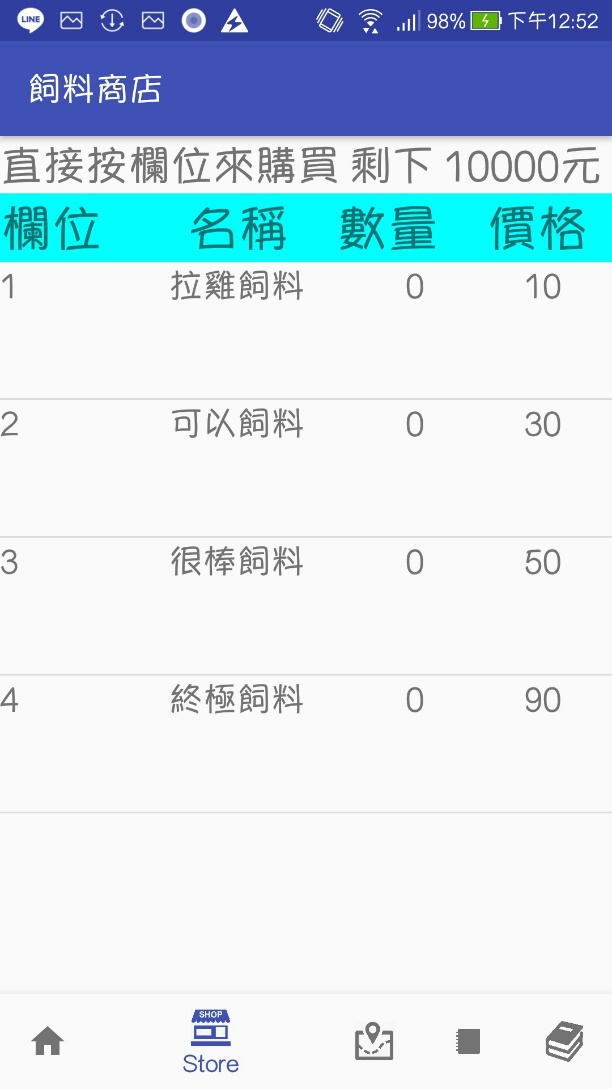 LINE 98% 下午12:52
飼料商店
直接按欄位來購買 剩下 10000元
欄位 名稱 數量 價格
1 拉雞飼料 0 10
2 可以飼料 0 30
3 很棒飼料 0 50
4 終極飼料 0 90
SHOP
Store